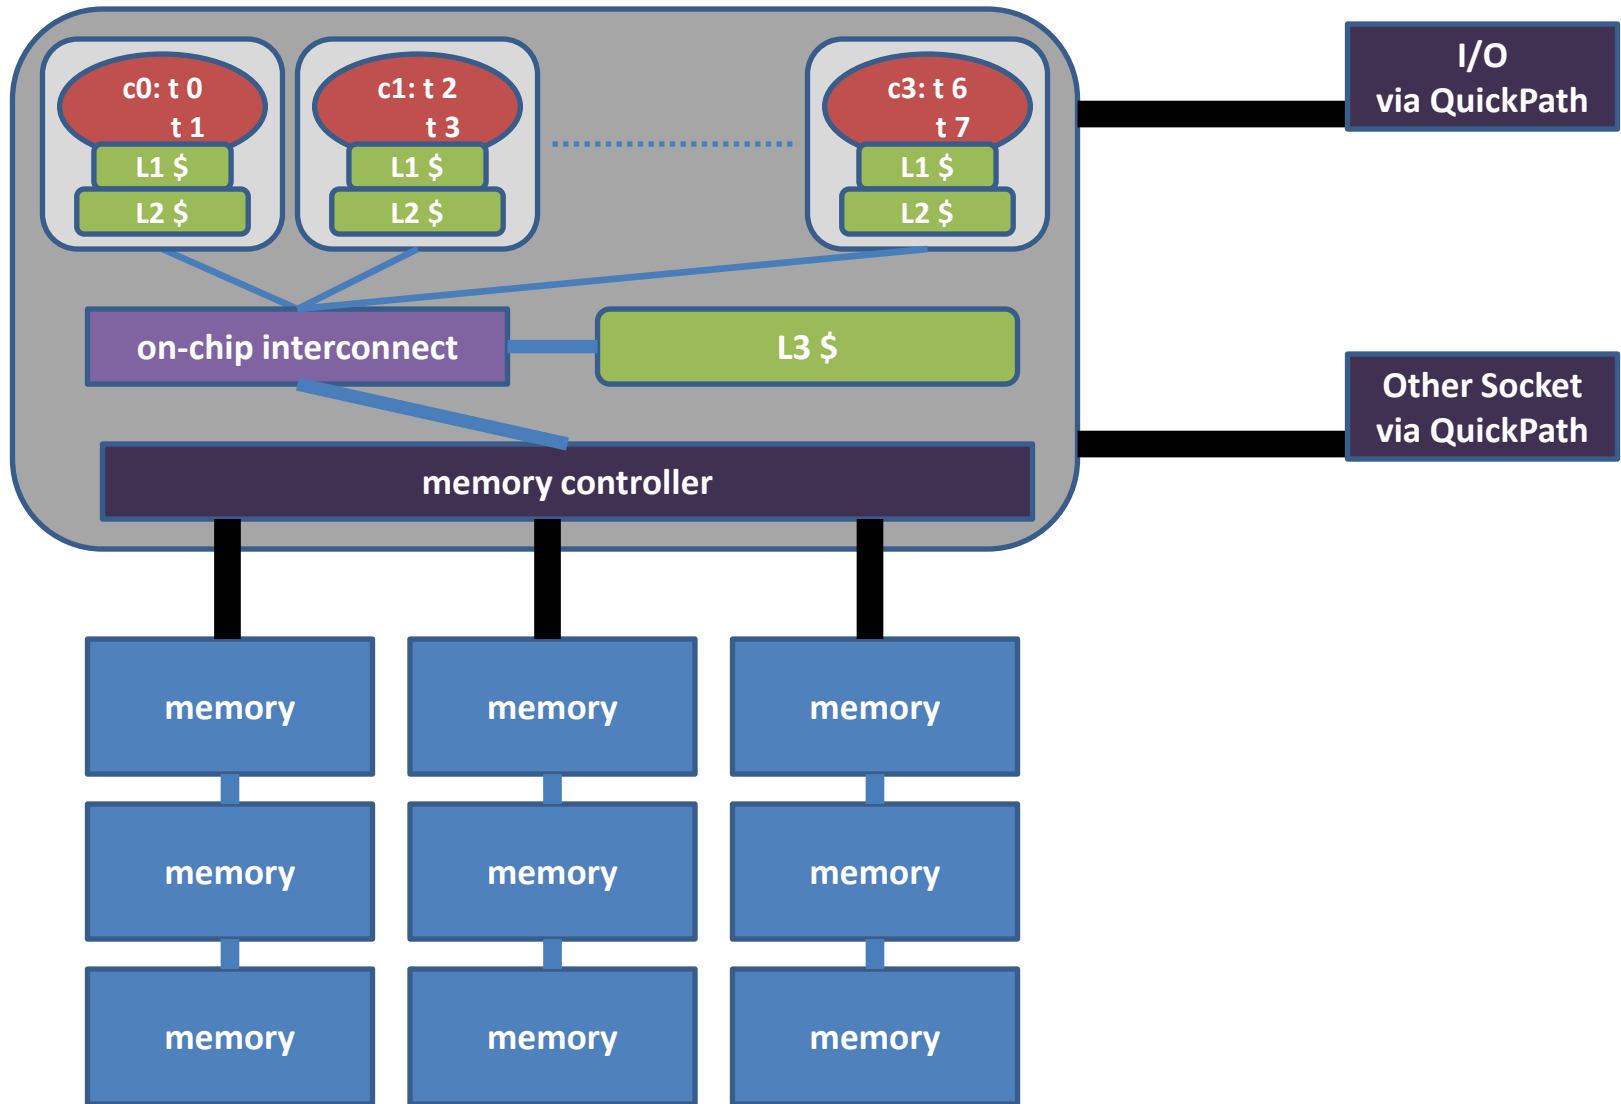 c0: t 0
t 1
L1 $
L2 $
c1: t 2
t 3
L1 $
L2 $
c3: t 6
t 7
L1 $
L2 $
I/O
via QuickPath
on-chip interconnect
L3 $
Other Socket
via QuickPath
memory controller
memory
memory
memory
memory
memory
memory
memory
memory
memory